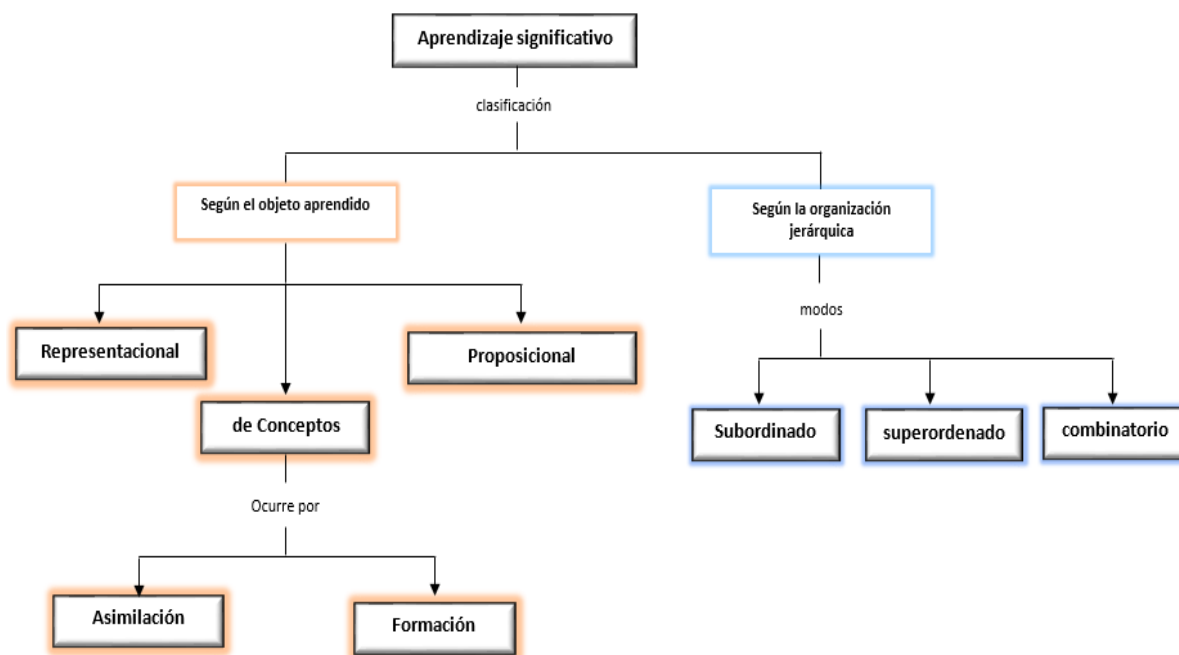 Aprendizaje significativo
clasificación
Según el objeto aprendido
Según la organización
jerárquica
modos
Representacional
Proposicional
de Conceptos
Subordinado
superordenado
combinatorio
Ocurre por
Asimilación
Formación